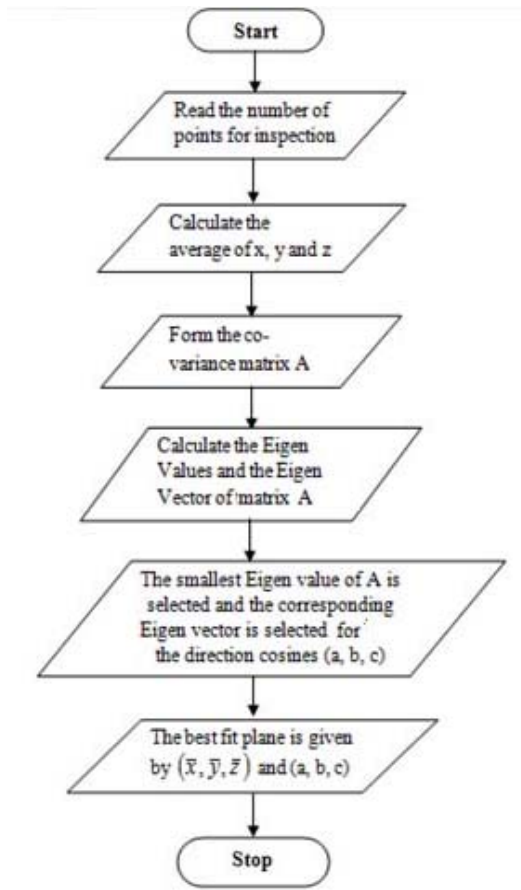 Start
Read the number of
points for inspection
Calculate the
average of x, y and z
Form the co-
variance matrix A
Calculate the Eigen
Values and the Eigen
Vector of matrix A
The smallest Eigen value of A is
selected and the corresponding
Eigen vector is selected for
the direction cosines (a, b, c)
The best fit plane is given
by (x̅, y̅, z̅) and (a, b, c)
Stop